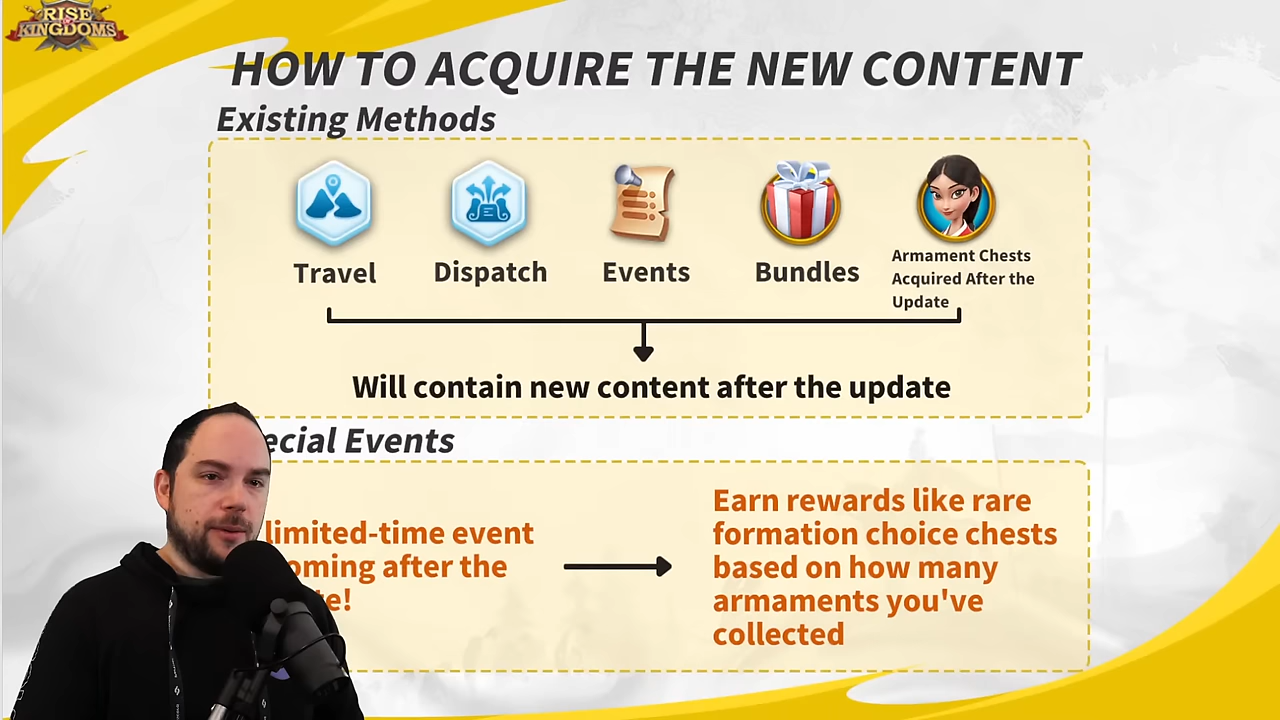 RISE
OF
KINGDOMS
HOW TO ACQUIRE THE NEW CONTENT
Existing Methods
Travel
Dispatch
Events
Bundles
Armament Chests
Acquired After the
Update
Will contain new content after the update
ecial Events
limited-time event
oming after the
te!
Earn rewards like rare
formation choice chests
based on how many
armaments you've
collected